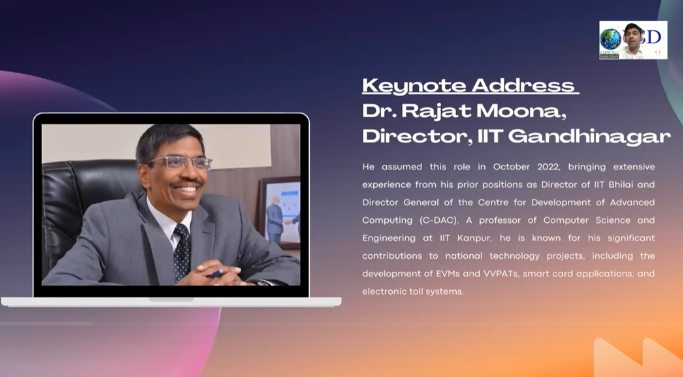 Keynote Address
Dr. Rajat Moona,
Director, IIT Gandhinagar
He assumed this role in October 2022, bringing extensive
experience from his prior positions as Director of IIT Bhilai and
Director General of the Centre for Development of Advanced
Computing (C-DAC). A professor of Computer Science and
Engineering at IIT Kanpur, he is known for his significant
contributions to national technology projects, including the
development of EVMs and VVPATs, smart card applications, and
electronic toll systems.